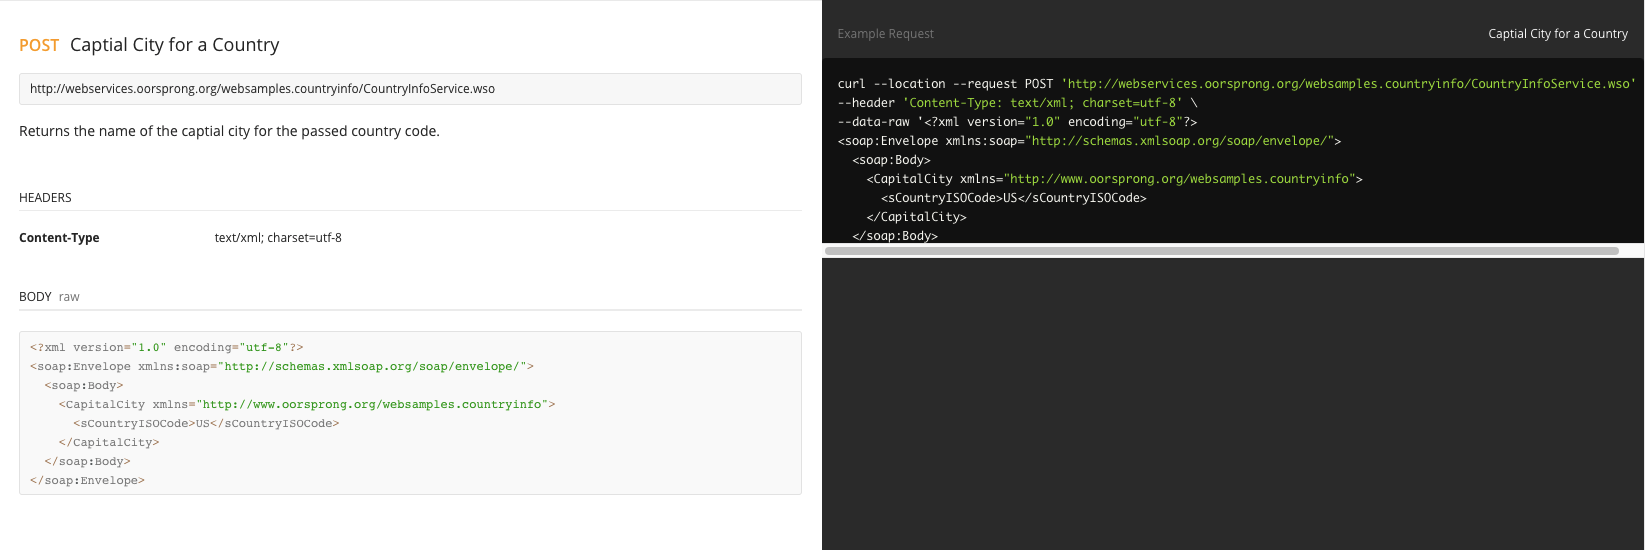 POST Captial City for a Country
http://webservices.oorsprong.org/websamples.countryinfo/CountryInfoService.wso
Returns the name of the captial city for the passed country code.
HEADERS
Content-Type text/xml; charset=utf-8
BODY raw
<?xml version="1.0" encoding="utf-8"?>
<soap:Envelope xmlns:soap="http://schemas.xmlsoap.org/soap/envelope/">
  <soap:Body>
    <CapitalCity xmlns="http://www.oorsprong.org/websamples.countryinfo">
      <sCountryISOCode>US</sCountryISOCode>
    </CapitalCity>
  </soap:Body>
</soap:Envelope>
Example Request
Captial City for a Country
curl --location --request POST 'http://webservices.oorsprong.org/websamples.countryinfo/CountryInfoService.wso'
--header 'Content-Type: text/xml; charset=utf-8' \
--data-raw '<?xml version="1.0" encoding="utf-8"?>
<soap:Envelope xmlns:soap="http://schemas.xmlsoap.org/soap/envelope/">
  <soap:Body>
    <CapitalCity xmlns="http://www.oorsprong.org/websamples.countryinfo">
      <sCountryISOCode>US</sCountryISOCode>
    </CapitalCity>
  </soap:Body>